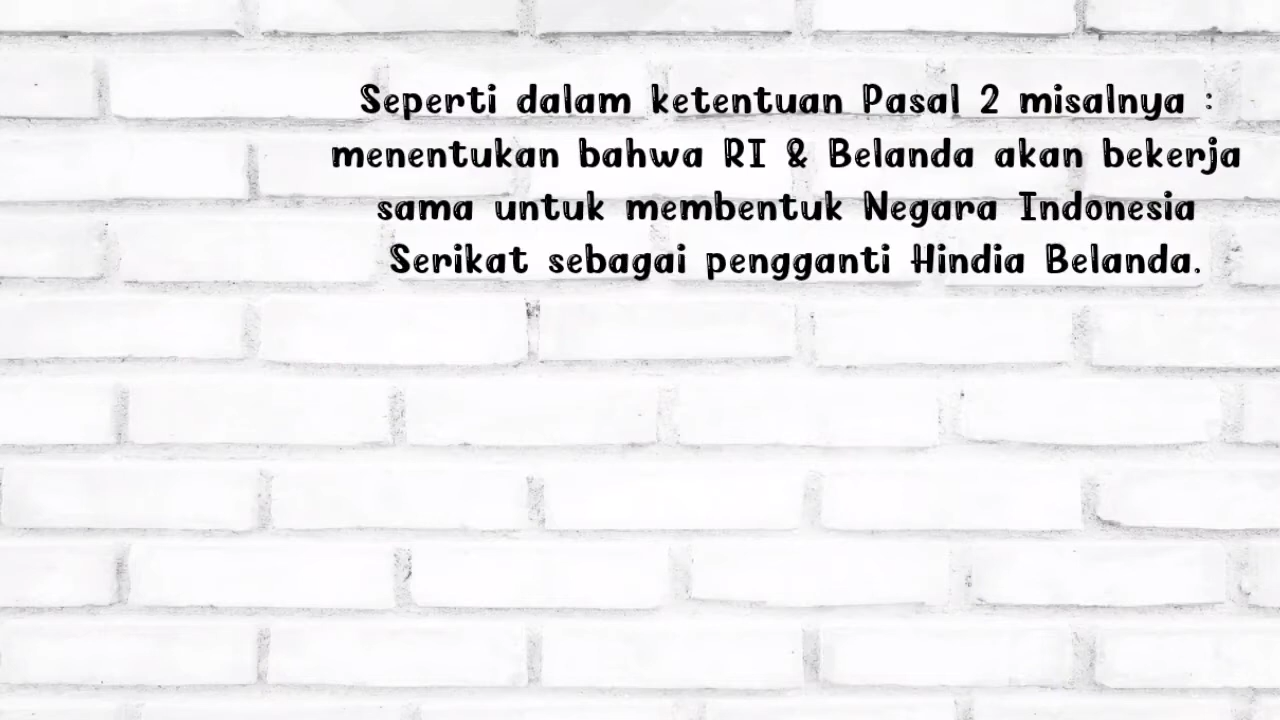 Seperti dalam ketentuan Pasal 2 misalnya :
menentukan bahwa RI & Belanda akan bekerja
sama untuk membentuk Negara Indonesia
Serikat sebagai pengganti Hindia Belanda.